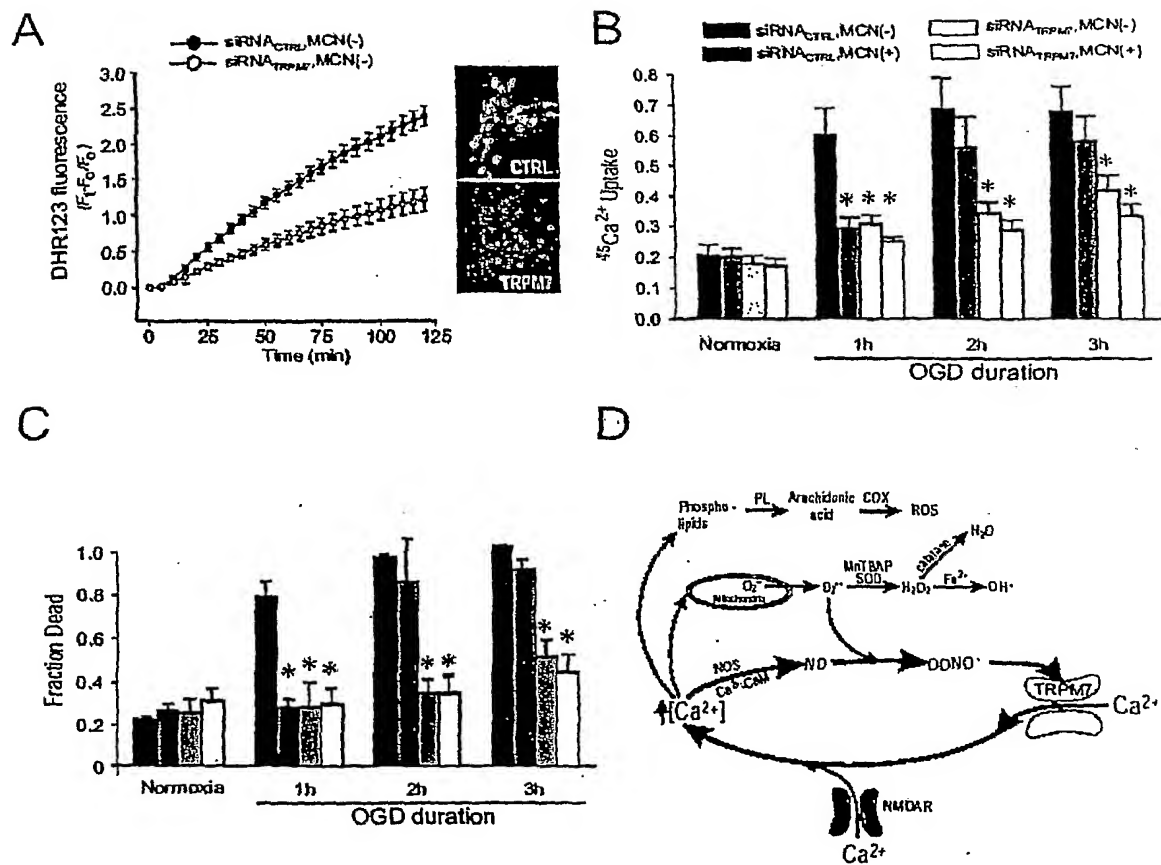 A
siRNA_CTRL,MCN(-)
siRNA_TRPM7,MCN(-)
DHR123 fluorescence
(Ft-Fo/Fo)
3.0
2.5
2.0
1.5
1.0
0.5
0.0
0 25 50 75 100 125
Time (min)
CTRL
TRPM7
B
siRNA_CTRL,MCN(-)
siRNA_CTRL,MCN(+)
siRNA_TRPM7,MCN(-)
siRNA_TRPM7,MCN(+)
45Ca2+ Uptake
0.8
0.7
0.6
0.5
0.4
0.3
0.2
0.1
0.0
* * *
* *
* *
Normoxia 1h 2h 3h
OGD duration
C
Fraction Dead
1.0
0.8
0.6
0.4
0.2
0
* * *
* *
* *
Normoxia 1h 2h 3h
OGD duration
D
Phospho-
lipids
PL
Arachidonic
acid
COX
ROS
H2O
catalase
Mitochondria
MnTBAP
SOD
H2O2
Fe2+
OH•
NOS
Ca2+-CaM
NO
OONO-
TRPM7
Ca2+
[Ca2+]
NMDAR
Ca2+